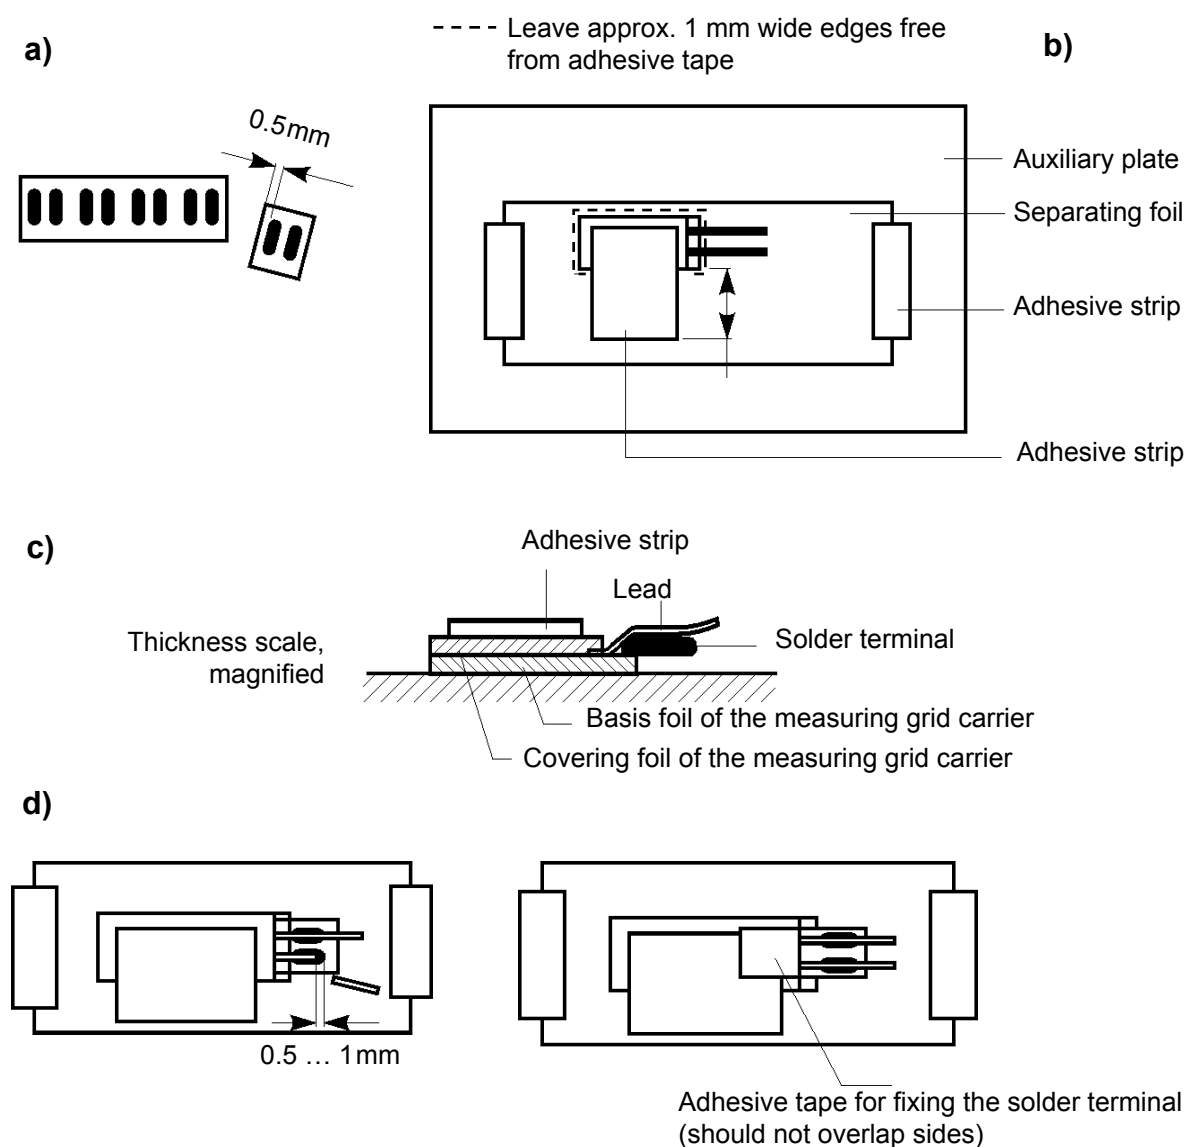 a)
Leave approx. 1 mm wide edges free
from adhesive tape
b)
0.5mm
Auxiliary plate
Separating foil
Adhesive strip
Adhesive strip
c)
Adhesive strip
Lead
Thickness scale,
magnified
Solder terminal
Basis foil of the measuring grid carrier
Covering foil of the measuring grid carrier
d)
0.5 … 1mm
Adhesive tape for fixing the solder terminal
(should not overlap sides)